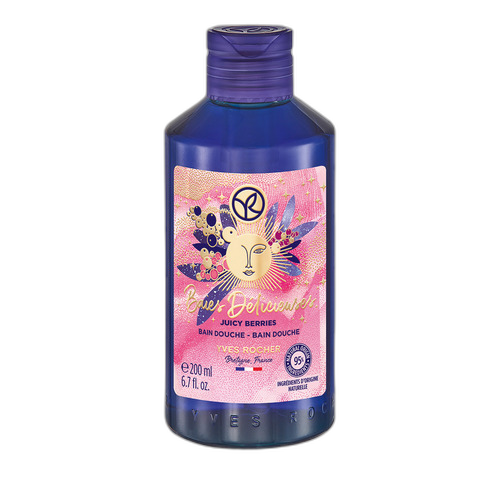 Baies Délicieuses
JUICY BERRIES
BAIN DOUCHE - BAIN DOUCHE
YVES ROCHER
Bretagne, France
℮ 200 ml
6.7 fl. oz.
95%
INGRÉDIENTS D'ORIGINE
NATURELLE
YVES ROCH